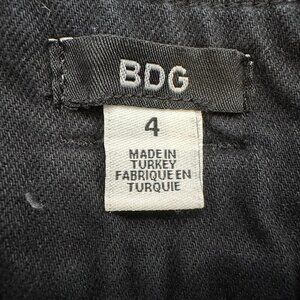 BDG
4
MADE IN
TURKEY
FABRIQUE EN
TURQUIE